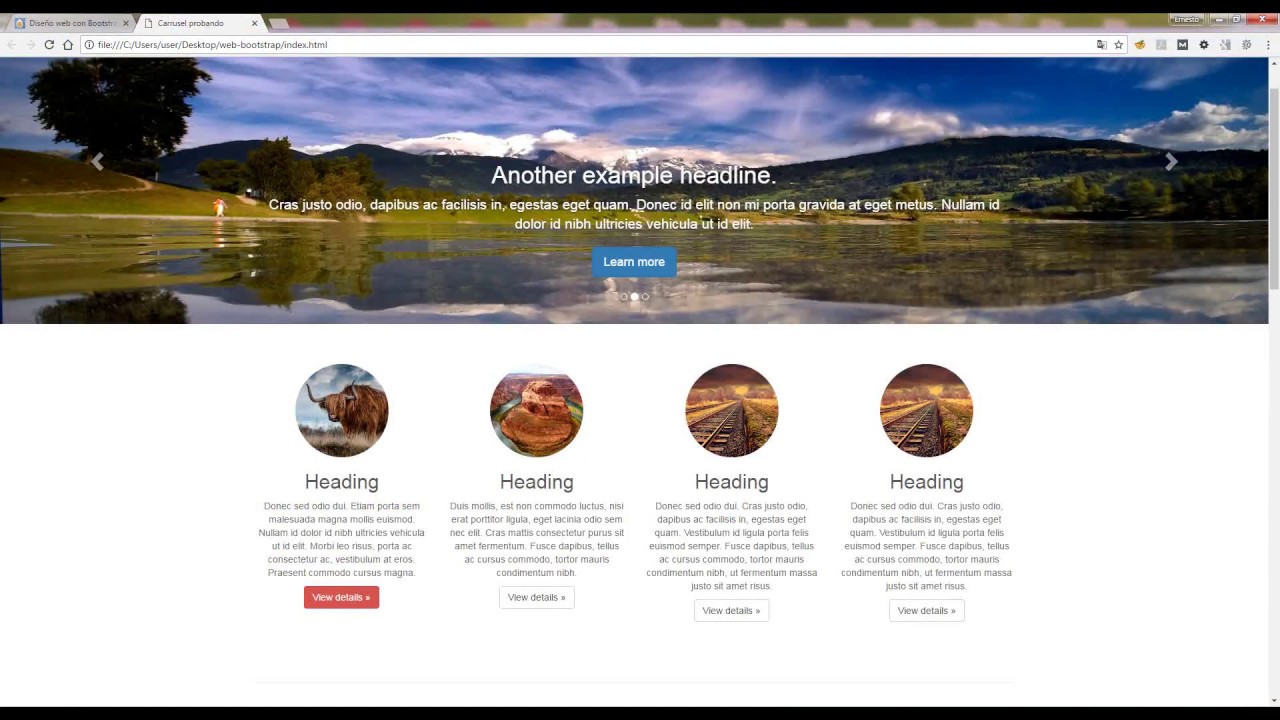 Diseño web con Bootstra
Carrusel probando
Ernesto
file:///C:/Users/user/Desktop/web-bootstrap/index.html
Another example headline.
Cras justo odio, dapibus ac facilisis in, egestas eget quam. Donec id elit non mi porta gravida at eget metus. Nullam id
dolor id nibh ultricies vehicula ut id elit.
Learn more
Heading
Donec sed odio dui. Etiam porta sem
malesuada magna mollis euismod.
Nullam id dolor id nibh ultricies vehicula
ut id elit. Morbi leo risus, porta ac
consectetur ac, vestibulum at eros.
Praesent commodo cursus magna.
View details »
Heading
Duis mollis, est non commodo luctus, nisi
erat porttitor ligula, eget lacinia odio sem
nec elit. Cras mattis consectetur purus sit
amet fermentum. Fusce dapibus, tellus
ac cursus commodo, tortor mauris
condimentum nibh.
View details »
Heading
Donec sed odio dui. Cras justo odio,
dapibus ac facilisis in, egestas eget
quam. Vestibulum id ligula porta felis
euismod semper. Fusce dapibus, tellus
ac cursus commodo, tortor mauris
condimentum nibh, ut fermentum massa
justo sit amet risus.
View details »
Heading
Donec sed odio dui. Cras justo odio,
dapibus ac facilisis in, egestas eget
quam. Vestibulum id ligula porta felis
euismod semper. Fusce dapibus, tellus
ac cursus commodo, tortor mauris
condimentum nibh, ut fermentum massa
justo sit amet risus.
View details »